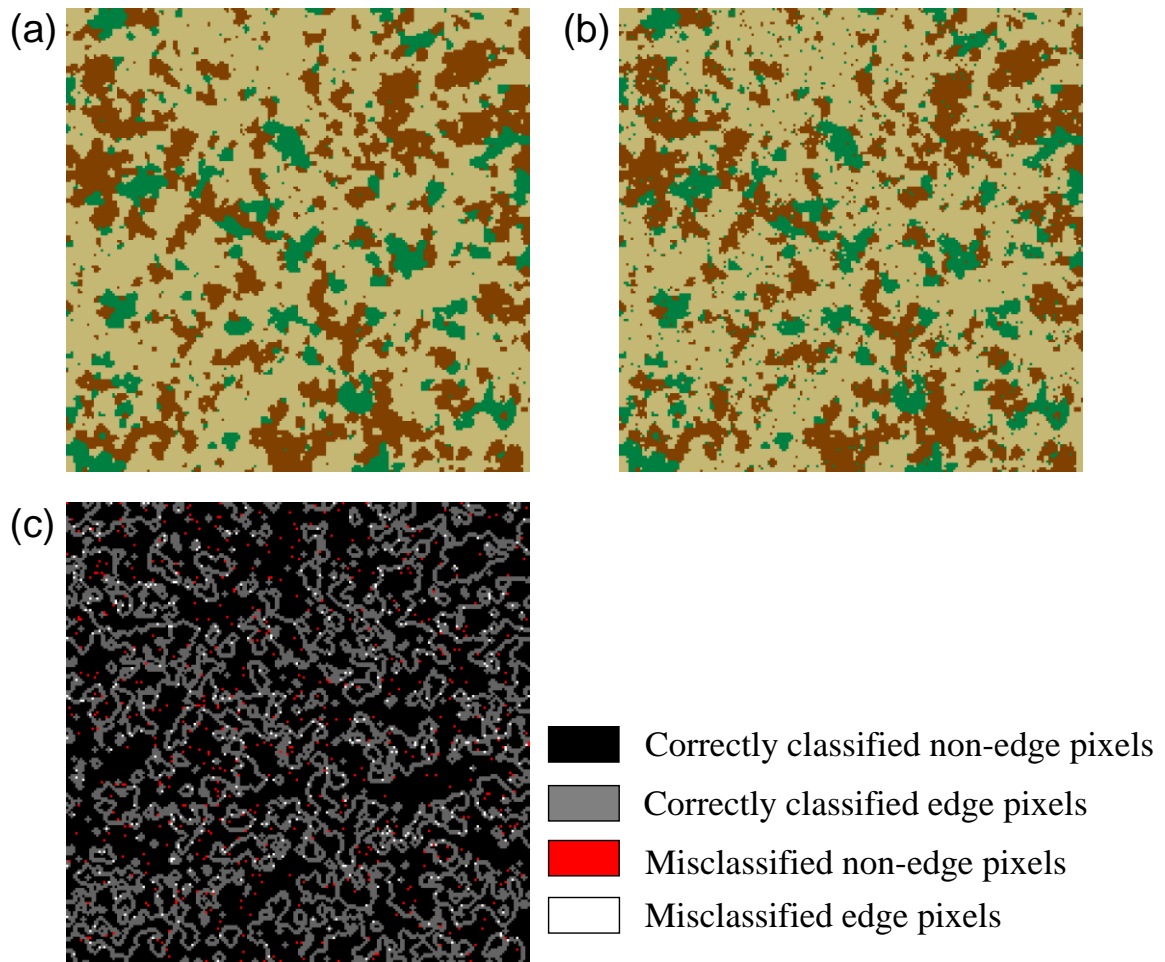 (a)
(b)
(c)
Correctly classified non-edge pixels
Correctly classified edge pixels
Misclassified non-edge pixels
Misclassified edge pixels